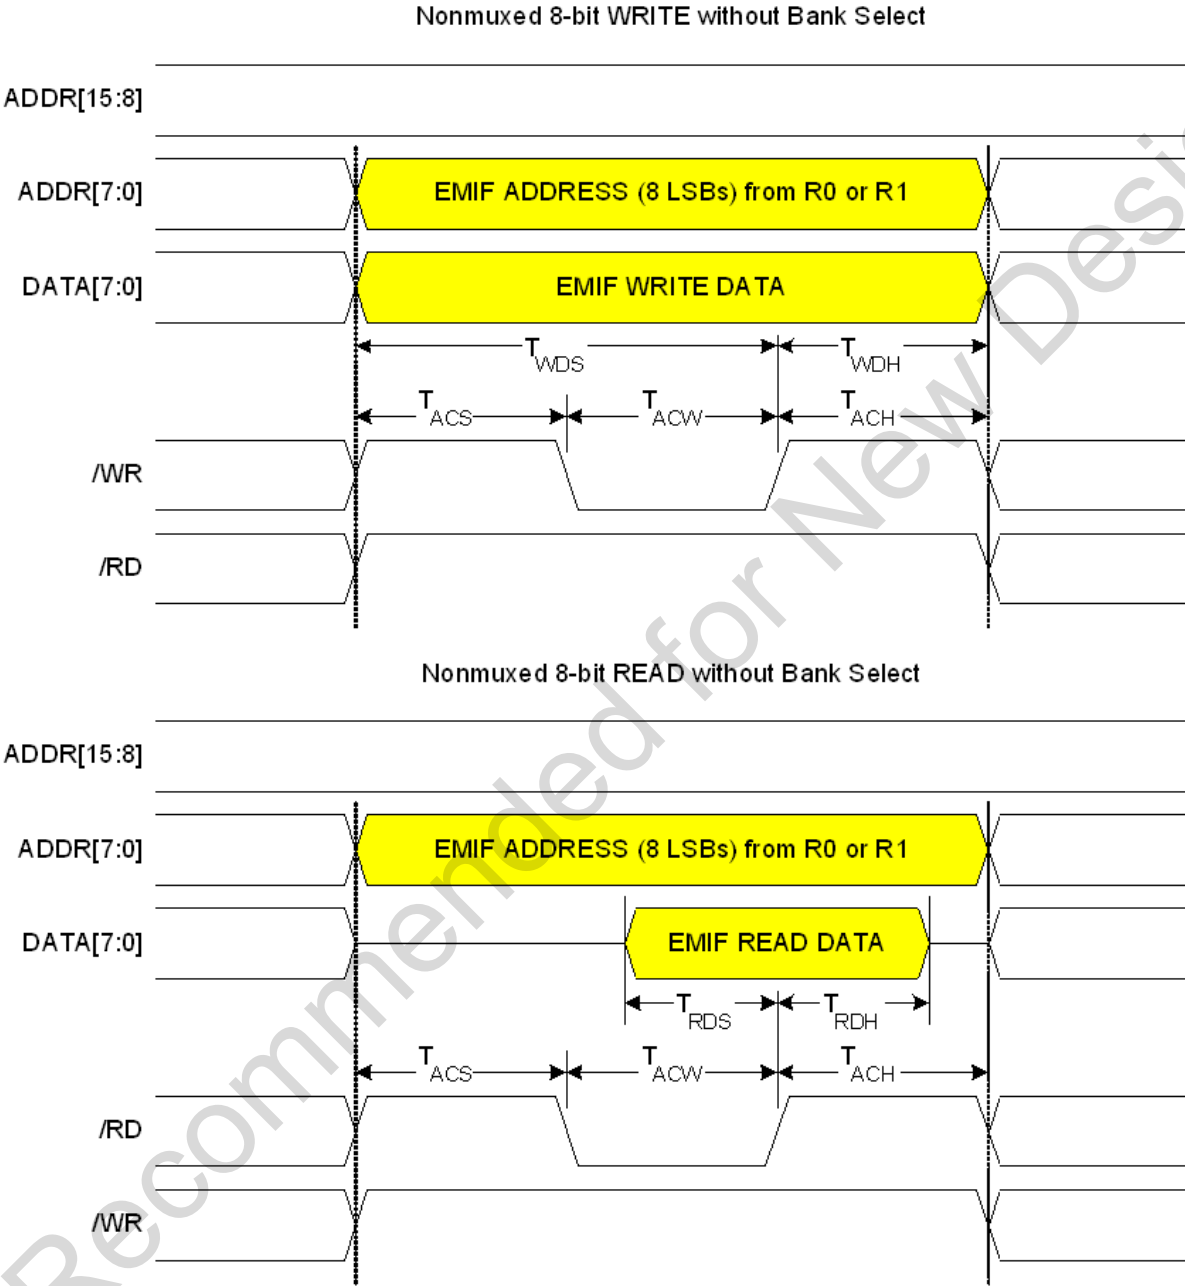 Nonmuxed 8-bit WRITE without Bank Select
ADDR[15:8]
ADDR[7:0]
EMIF ADDRESS (8 LSBs) from R0 or R1
DATA[7:0]
EMIF WRITE DATA
TWDS
TWDH
TACS
TACW
TACH
/WR
/RD
Nonmuxed 8-bit READ without Bank Select
ADDR[15:8]
ADDR[7:0]
EMIF ADDRESS (8 LSBs) from R0 or R1
DATA[7:0]
EMIF READ DATA
TRDS
TRDH
TACS
TACW
TACH
/RD
/WR
Recommended for New Desi